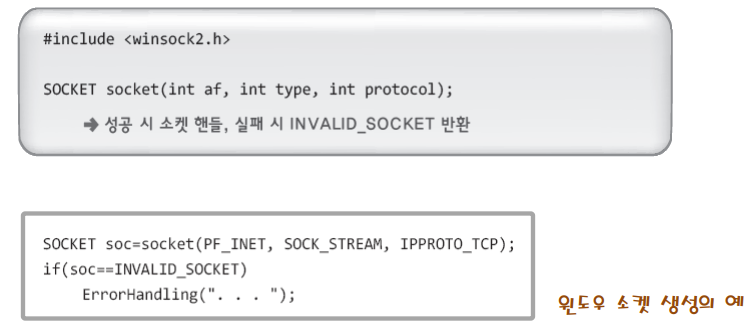 #include <winsock2.h>
SOCKET socket(int af, int type, int protocol);
➔ 성공 시 소켓 핸들, 실패 시 INVALID_SOCKET 반환
SOCKET soc=socket(PF_INET, SOCK_STREAM, IPPROTO_TCP);
if(soc==INVALID_SOCKET)
ErrorHandling(". . . ");
윈도우 소켓 생성의 예